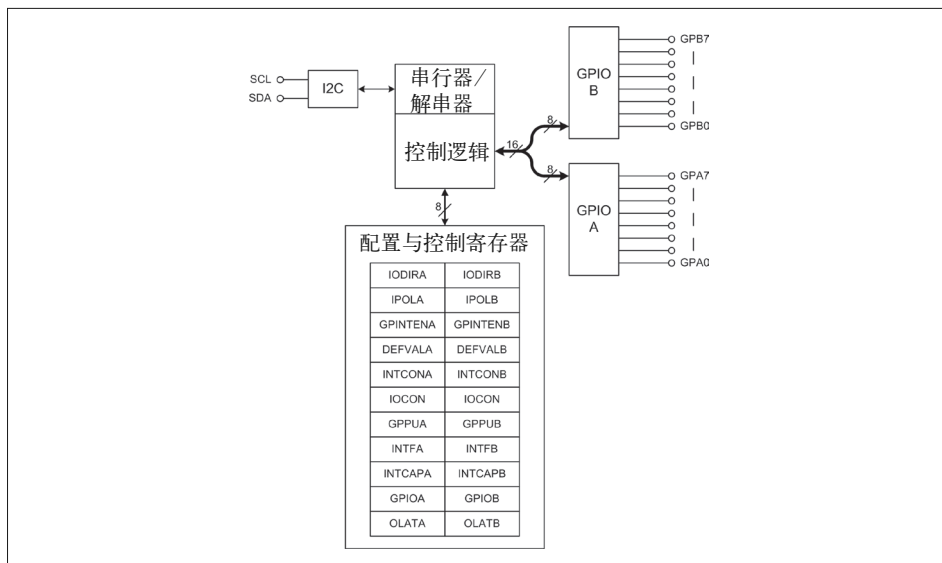 SCL
SDA
I2C
串行器/
解串器
控制逻辑
16
8
8
8
GPIO
B
GPB7
GPB0
GPIO
A
GPA7
GPA0
配置与控制寄存器
IODIRA IODIRB
IPOLA IPOLB
GPINTENA GPINTENB
DEFVALA DEFVALB
INTCONA INTCONB
IOCON IOCON
GPPUA GPPUB
INTFA INTFB
INTCAPA INTCAPB
GPIOA GPIOB
OLATA OLATB